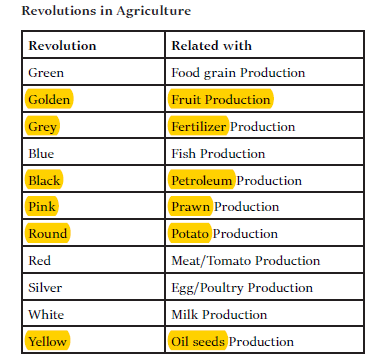 Revolutions in Agriculture
Revolution Related with
Green Food grain Production
Golden Fruit Production
Grey Fertilizer Production
Blue Fish Production
Black Petroleum Production
Pink Prawn Production
Round Potato Production
Red Meat/Tomato Production
Silver Egg/Poultry Production
White Milk Production
Yellow Oil seeds Production